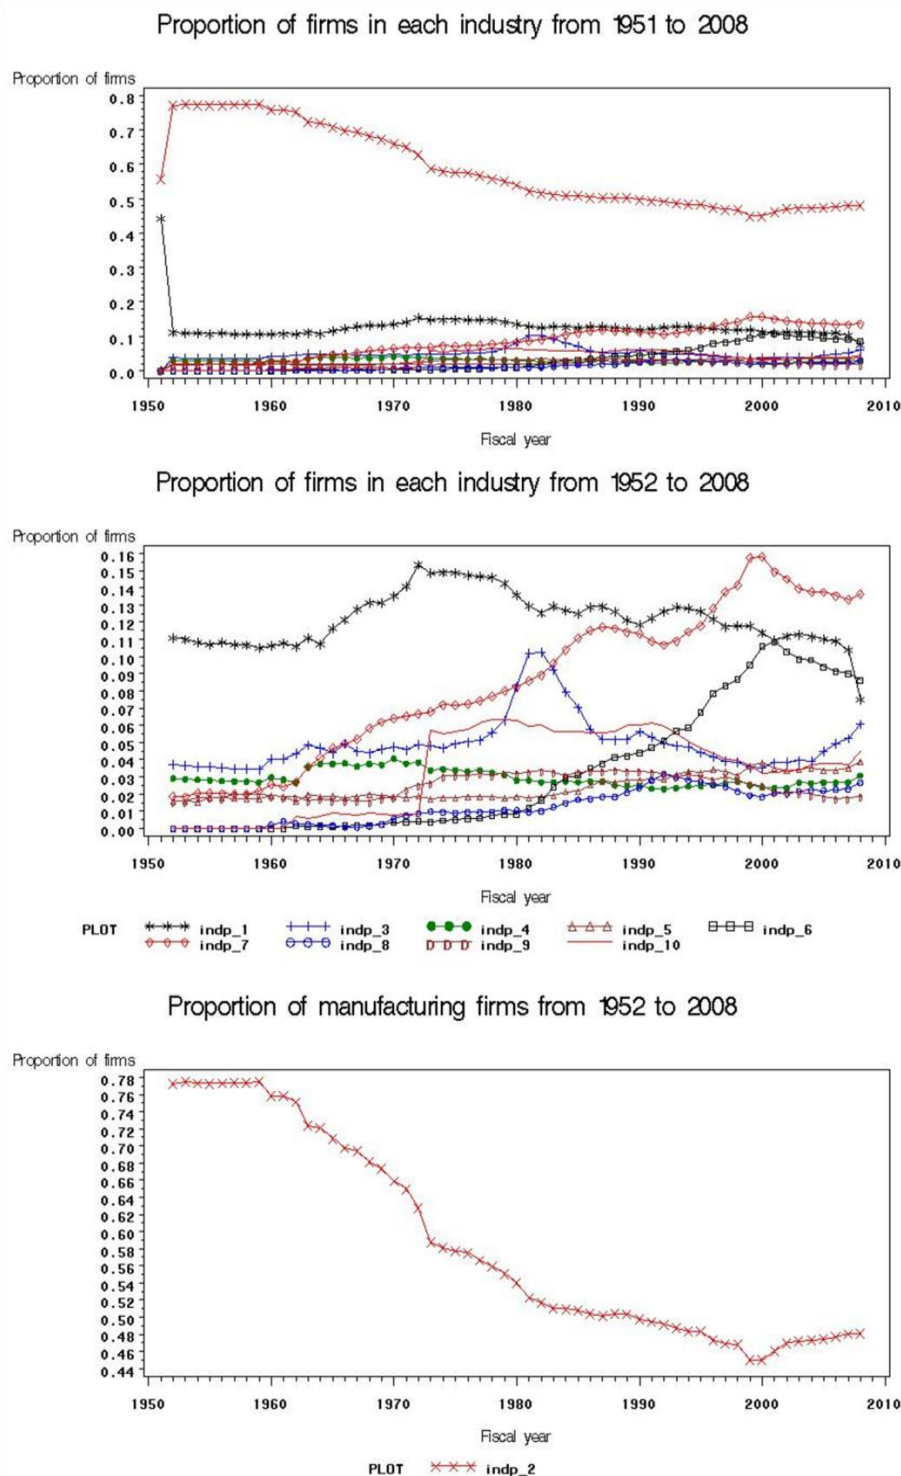 Proportion of firms in each industry from 1951 to 2008
Proportion of firms
0.8
0.7
0.6
0.5
0.4
0.3
0.2
0.1
0.0
1950 1960 1970 1980 1990 2000 2010
Fiscal year
Proportion of firms in each industry from 1952 to 2008
Proportion of firms
0.16
0.15
0.14
0.13
0.12
0.11
0.10
0.09
0.08
0.07
0.06
0.05
0.04
0.03
0.02
0.01
0.00
1950 1960 1970 1980 1990 2000 2010
Fiscal year
PLOT indp_1 indp_3 indp_4 indp_5 indp_6
indp_7 indp_8 D D D indp_9 indp_10
Proportion of manufacturing firms from 1952 to 2008
Proportion of firms
0.78
0.76
0.74
0.72
0.70
0.68
0.66
0.64
0.62
0.60
0.58
0.56
0.54
0.52
0.50
0.48
0.46
0.44
1950 1960 1970 1980 1990 2000 2010
Fiscal year
PLOT indp_2